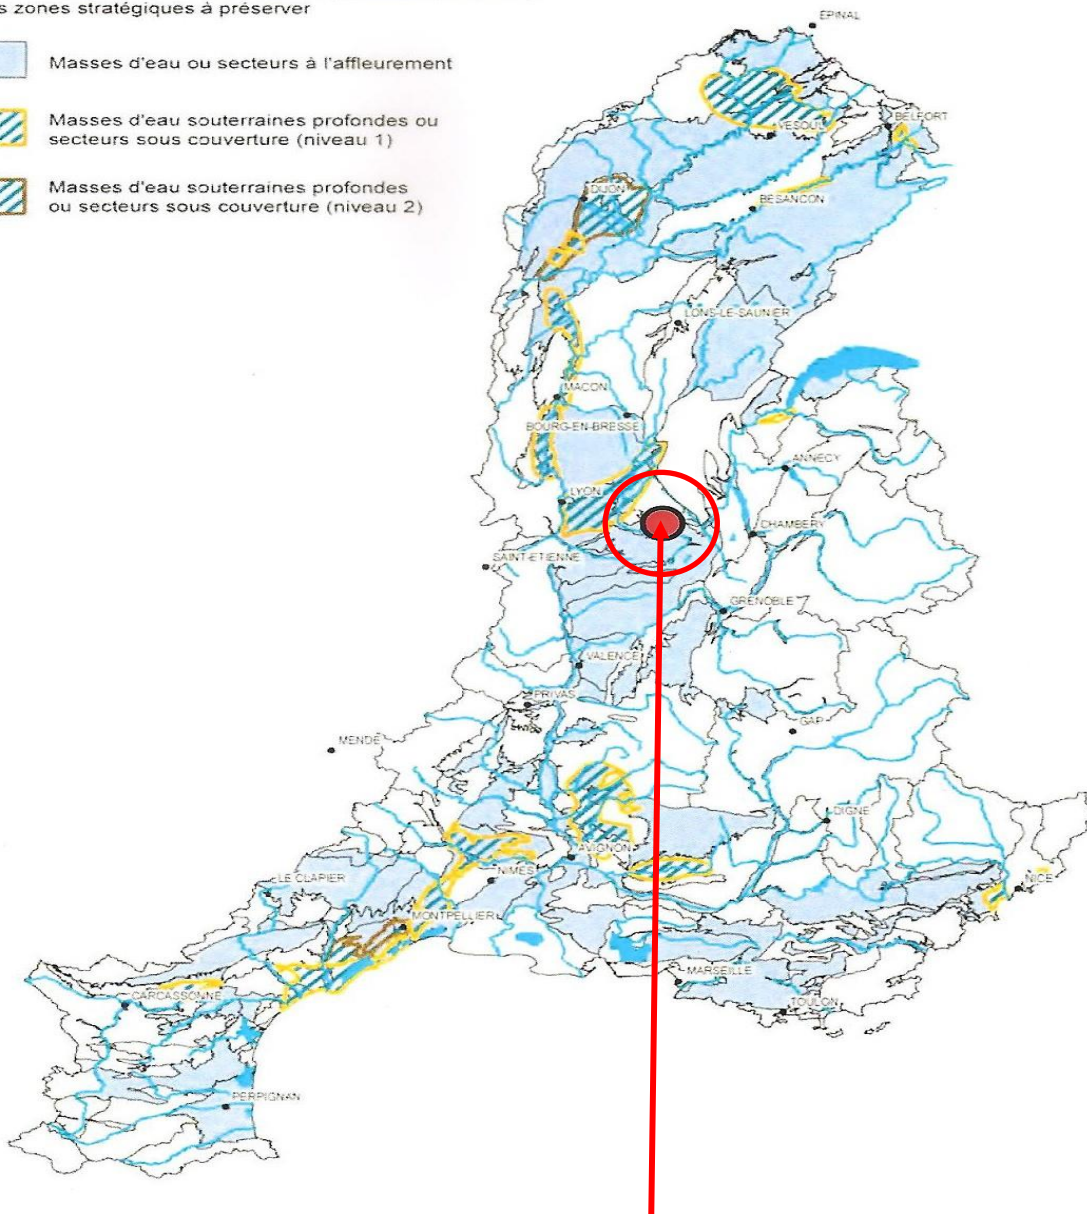 s zones stratégiques à préserver
Masses d'eau ou secteurs à l'affleurement
Masses d'eau souterraines profondes ou
secteurs sous couverture (niveau 1)
Masses d'eau souterraines profondes
ou secteurs sous couverture (niveau 2)
ÉPINAL
BELFORT
VESOUL
DIJON
BESANCON
LONS-LE-SAUNIER
MACON
BOURG-EN-BRESSE
ANNECY
LYON
CHAMBERY
SAINT-ETIENNE
GRENOBLE
VALENCE
PRIVAS
GAP
MENDE
DIGNE
AVIGNON
NIMES
LE CLAPIER
NICE
MONTPELLIER
MARSEILLE
CARCASSONNE
TOULON
PERPIGNAN